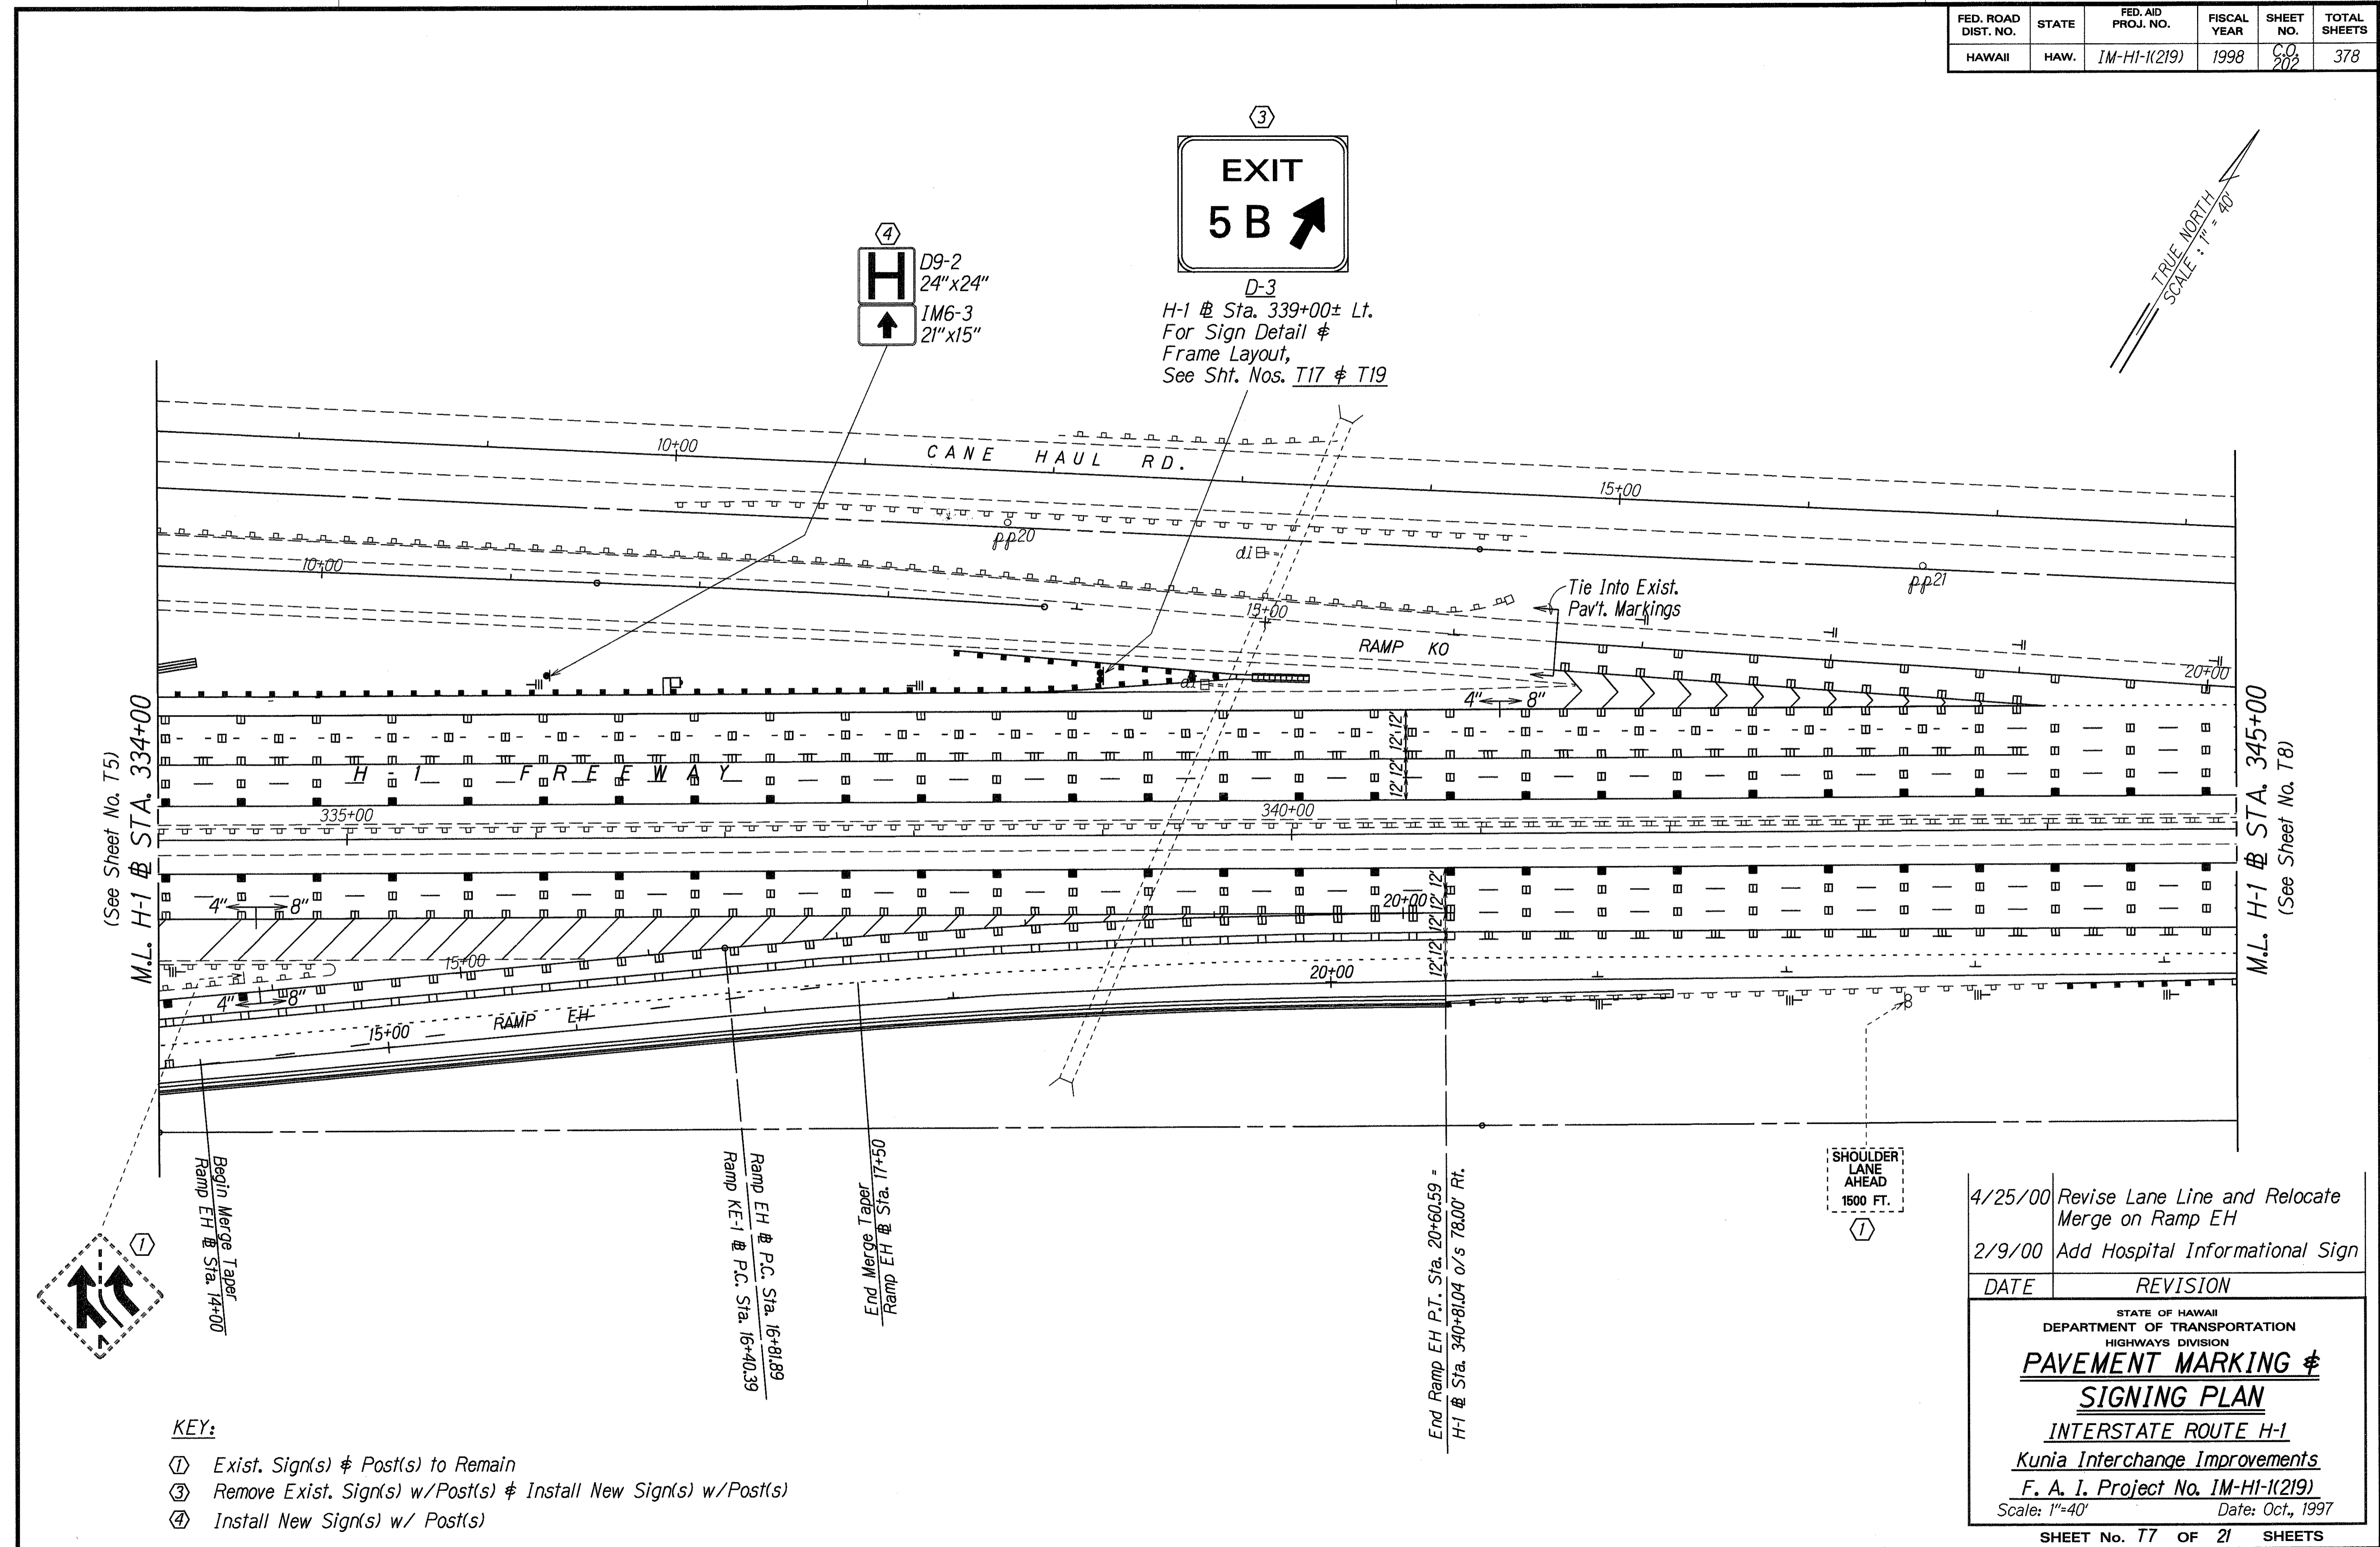 FED. ROAD DIST. NO.
STATE
FED. AID PROJ. NO.
FISCAL YEAR
SHEET NO.
TOTAL SHEETS
HAWAII
HAW.
IM-H1-1(219)
1998
C.O. 202
378
3
EXIT
5 B
D-3
H-1 ℄ Sta. 339+00± Lt.
For Sign Detail &
Frame Layout,
See Sht. Nos. T17 & T19
4
H
D9-2
24"x24"
IM6-3
21"x15"
TRUE NORTH
SCALE : 1" = 40'
10+00
CANE HAUL RD.
15+00
pp20
dI
pp21
10+00
15+00
Tie Into Exist.
Pav't. Markings
RAMP KO
20+00
dI
4" 8"
12' 12' 12' 12'
H-1 FREEWAY
335+00
340+00
(See Sheet No. T5)
M.L. H-1 ℄ STA. 334+00
M.L. H-1 ℄ STA. 345+00
(See Sheet No. T8)
4" 8"
20+00
12' 12' 12' 12' 12'
15+00
4" 8"
20+00
RAMP EH
15+00
Begin Merge Taper
Ramp EH ℄ Sta. 14+00
Ramp EH ℄ P.C. Sta. 16+81.89
Ramp KE-1 ℄ P.C. Sta. 16+40.39
End Merge Taper
Ramp EH ℄ Sta. 17+50
End Ramp EH P.T. Sta. 20+60.59 =
H-1 ℄ Sta. 340+81.04 o/s 78.00' Rt.
SHOULDER
LANE
AHEAD
1500 FT.
1
1
KEY:
1 Exist. Sign(s) & Post(s) to Remain
3 Remove Exist. Sign(s) w/Post(s) & Install New Sign(s) w/Post(s)
4 Install New Sign(s) w/ Post(s)
4/25/00 Revise Lane Line and Relocate
Merge on Ramp EH
2/9/00 Add Hospital Informational Sign
DATE REVISION
STATE OF HAWAII
DEPARTMENT OF TRANSPORTATION
HIGHWAYS DIVISION
PAVEMENT MARKING &
SIGNING PLAN
INTERSTATE ROUTE H-1
Kunia Interchange Improvements
F. A. I. Project No. IM-H1-1(219)
Scale: 1"=40' Date: Oct., 1997
SHEET No. T7 OF 21 SHEETS